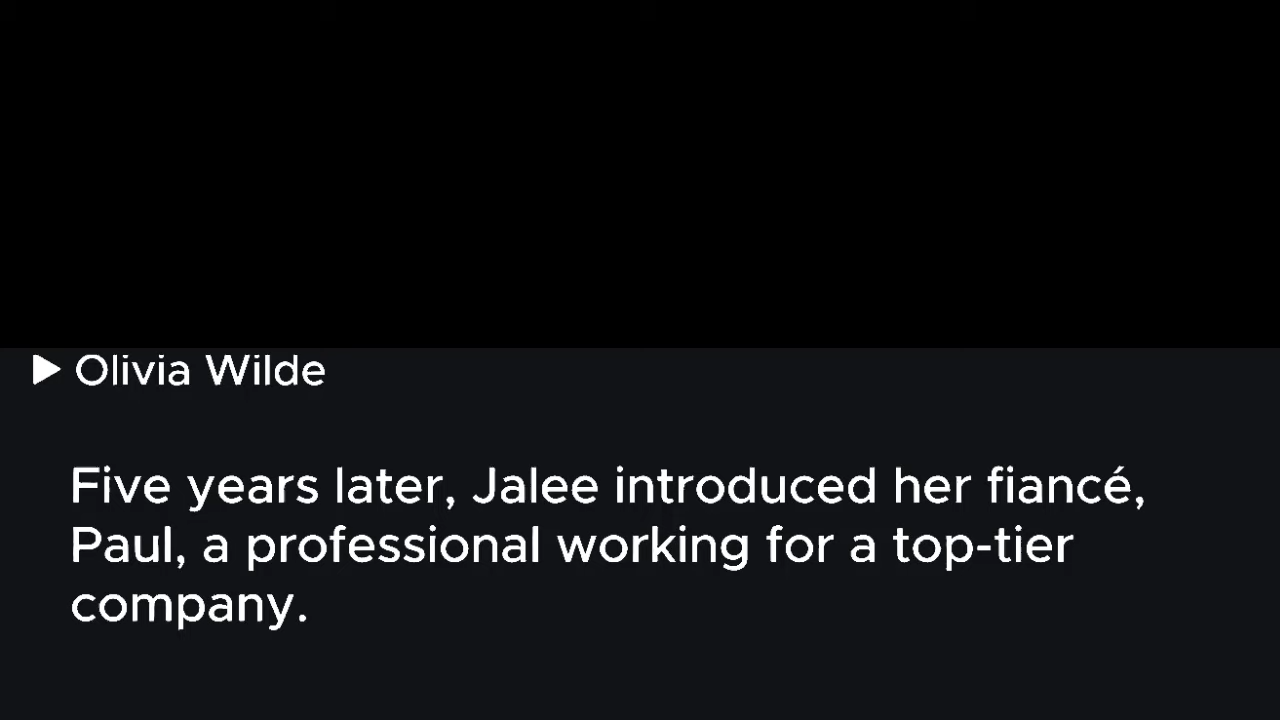 ▶ Olivia Wilde
Five years later, Jalee introduced her fiancé,
Paul, a professional working for a top-tier
company.